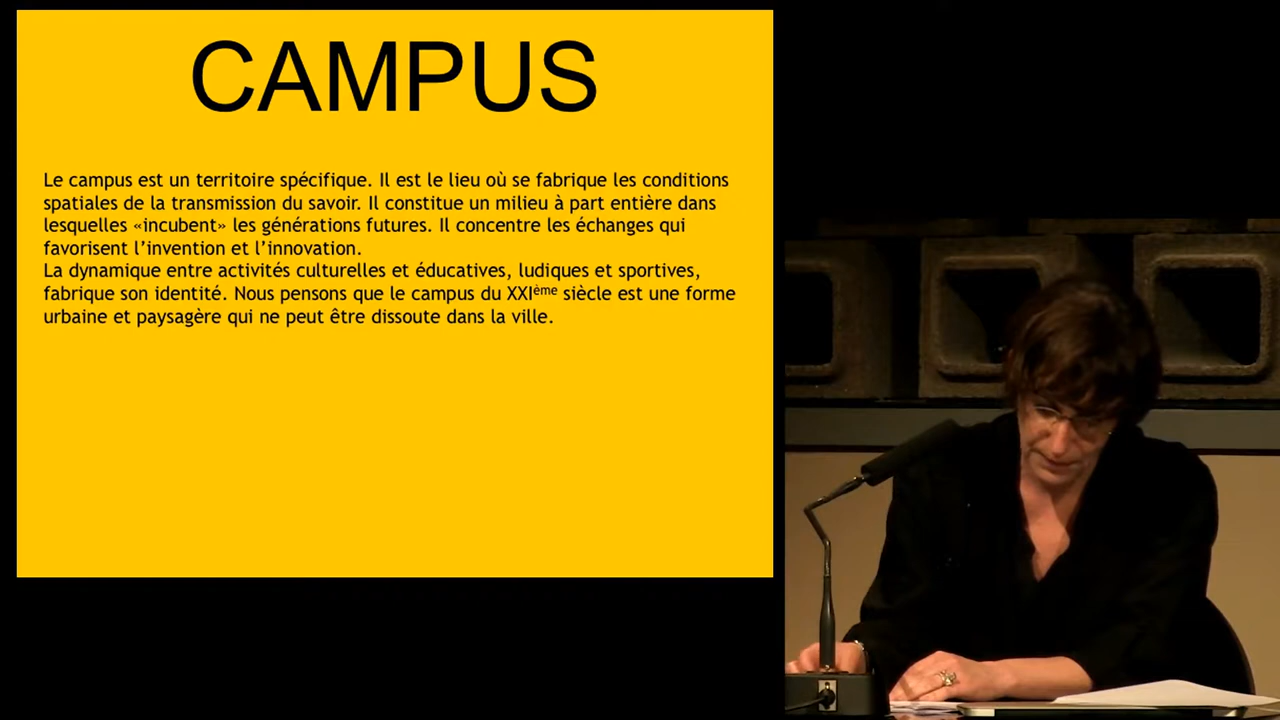 CAMPUS
Le campus est un territoire spécifique. Il est le lieu où se fabrique les conditions
spatiales de la transmission du savoir. Il constitue un milieu à part entière dans
lesquelles «incubent» les générations futures. Il concentre les échanges qui
favorisent l’invention et l’innovation.
La dynamique entre activités culturelles et éducatives, ludiques et sportives,
fabrique son identité. Nous pensons que le campus du XXIème siècle est une forme
urbaine et paysagère qui ne peut être dissoute dans la ville.